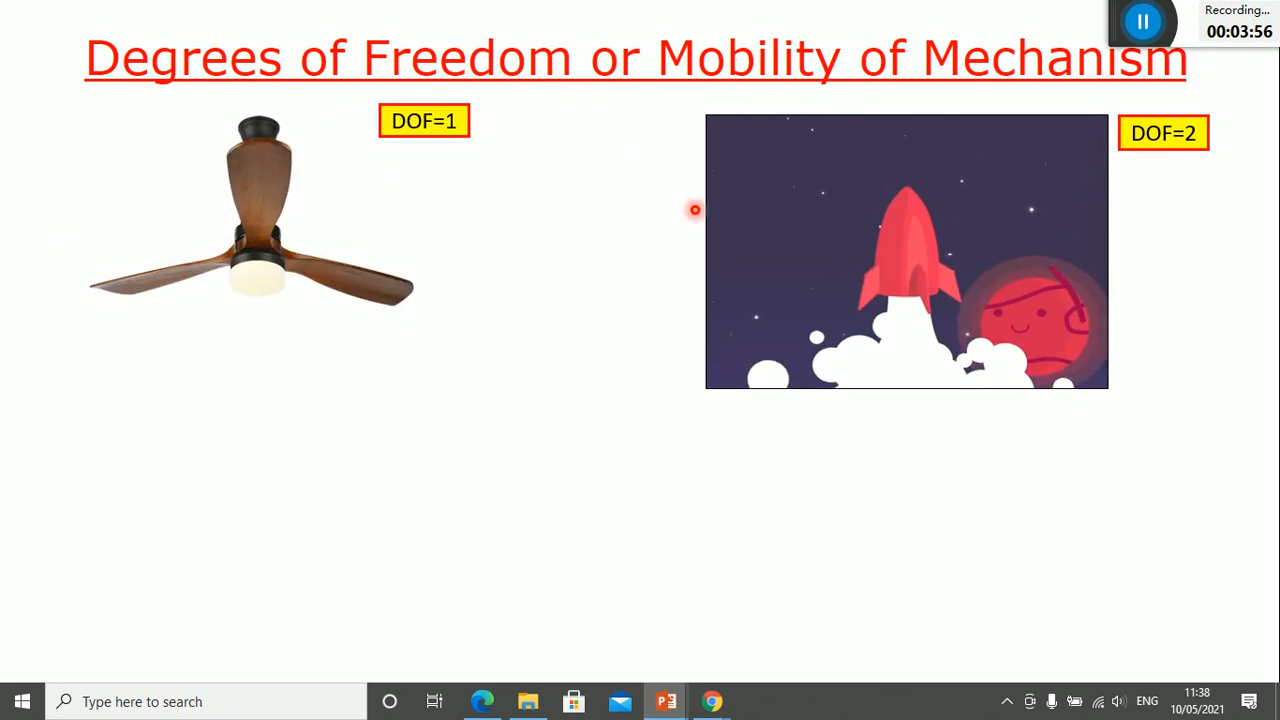 Recording...
00:03:56
Degrees of Freedom or Mobility of Mechanism
DOF=1
DOF=2
Type here to search
ENG
11:38
10/05/2021